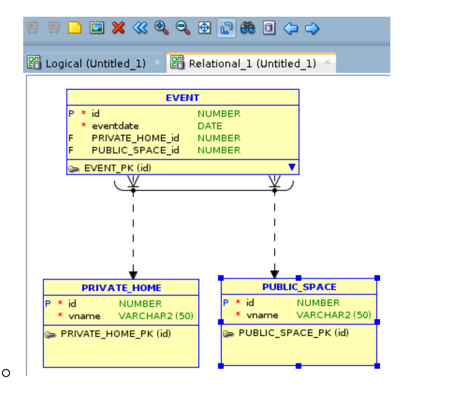 Logical (Untitled_1) × Relational_1 (Untitled_1) ×
EVENT
P * id NUMBER
* eventdate DATE
F PRIVATE_HOME_id NUMBER
F PUBLIC_SPACE_id NUMBER
EVENT_PK (id)
PRIVATE_HOME
P * id NUMBER
* vname VARCHAR2 (50)
PRIVATE_HOME_PK (id)
PUBLIC_SPACE
P * id NUMBER
* vname VARCHAR2 (50)
PUBLIC_SPACE_PK (id)